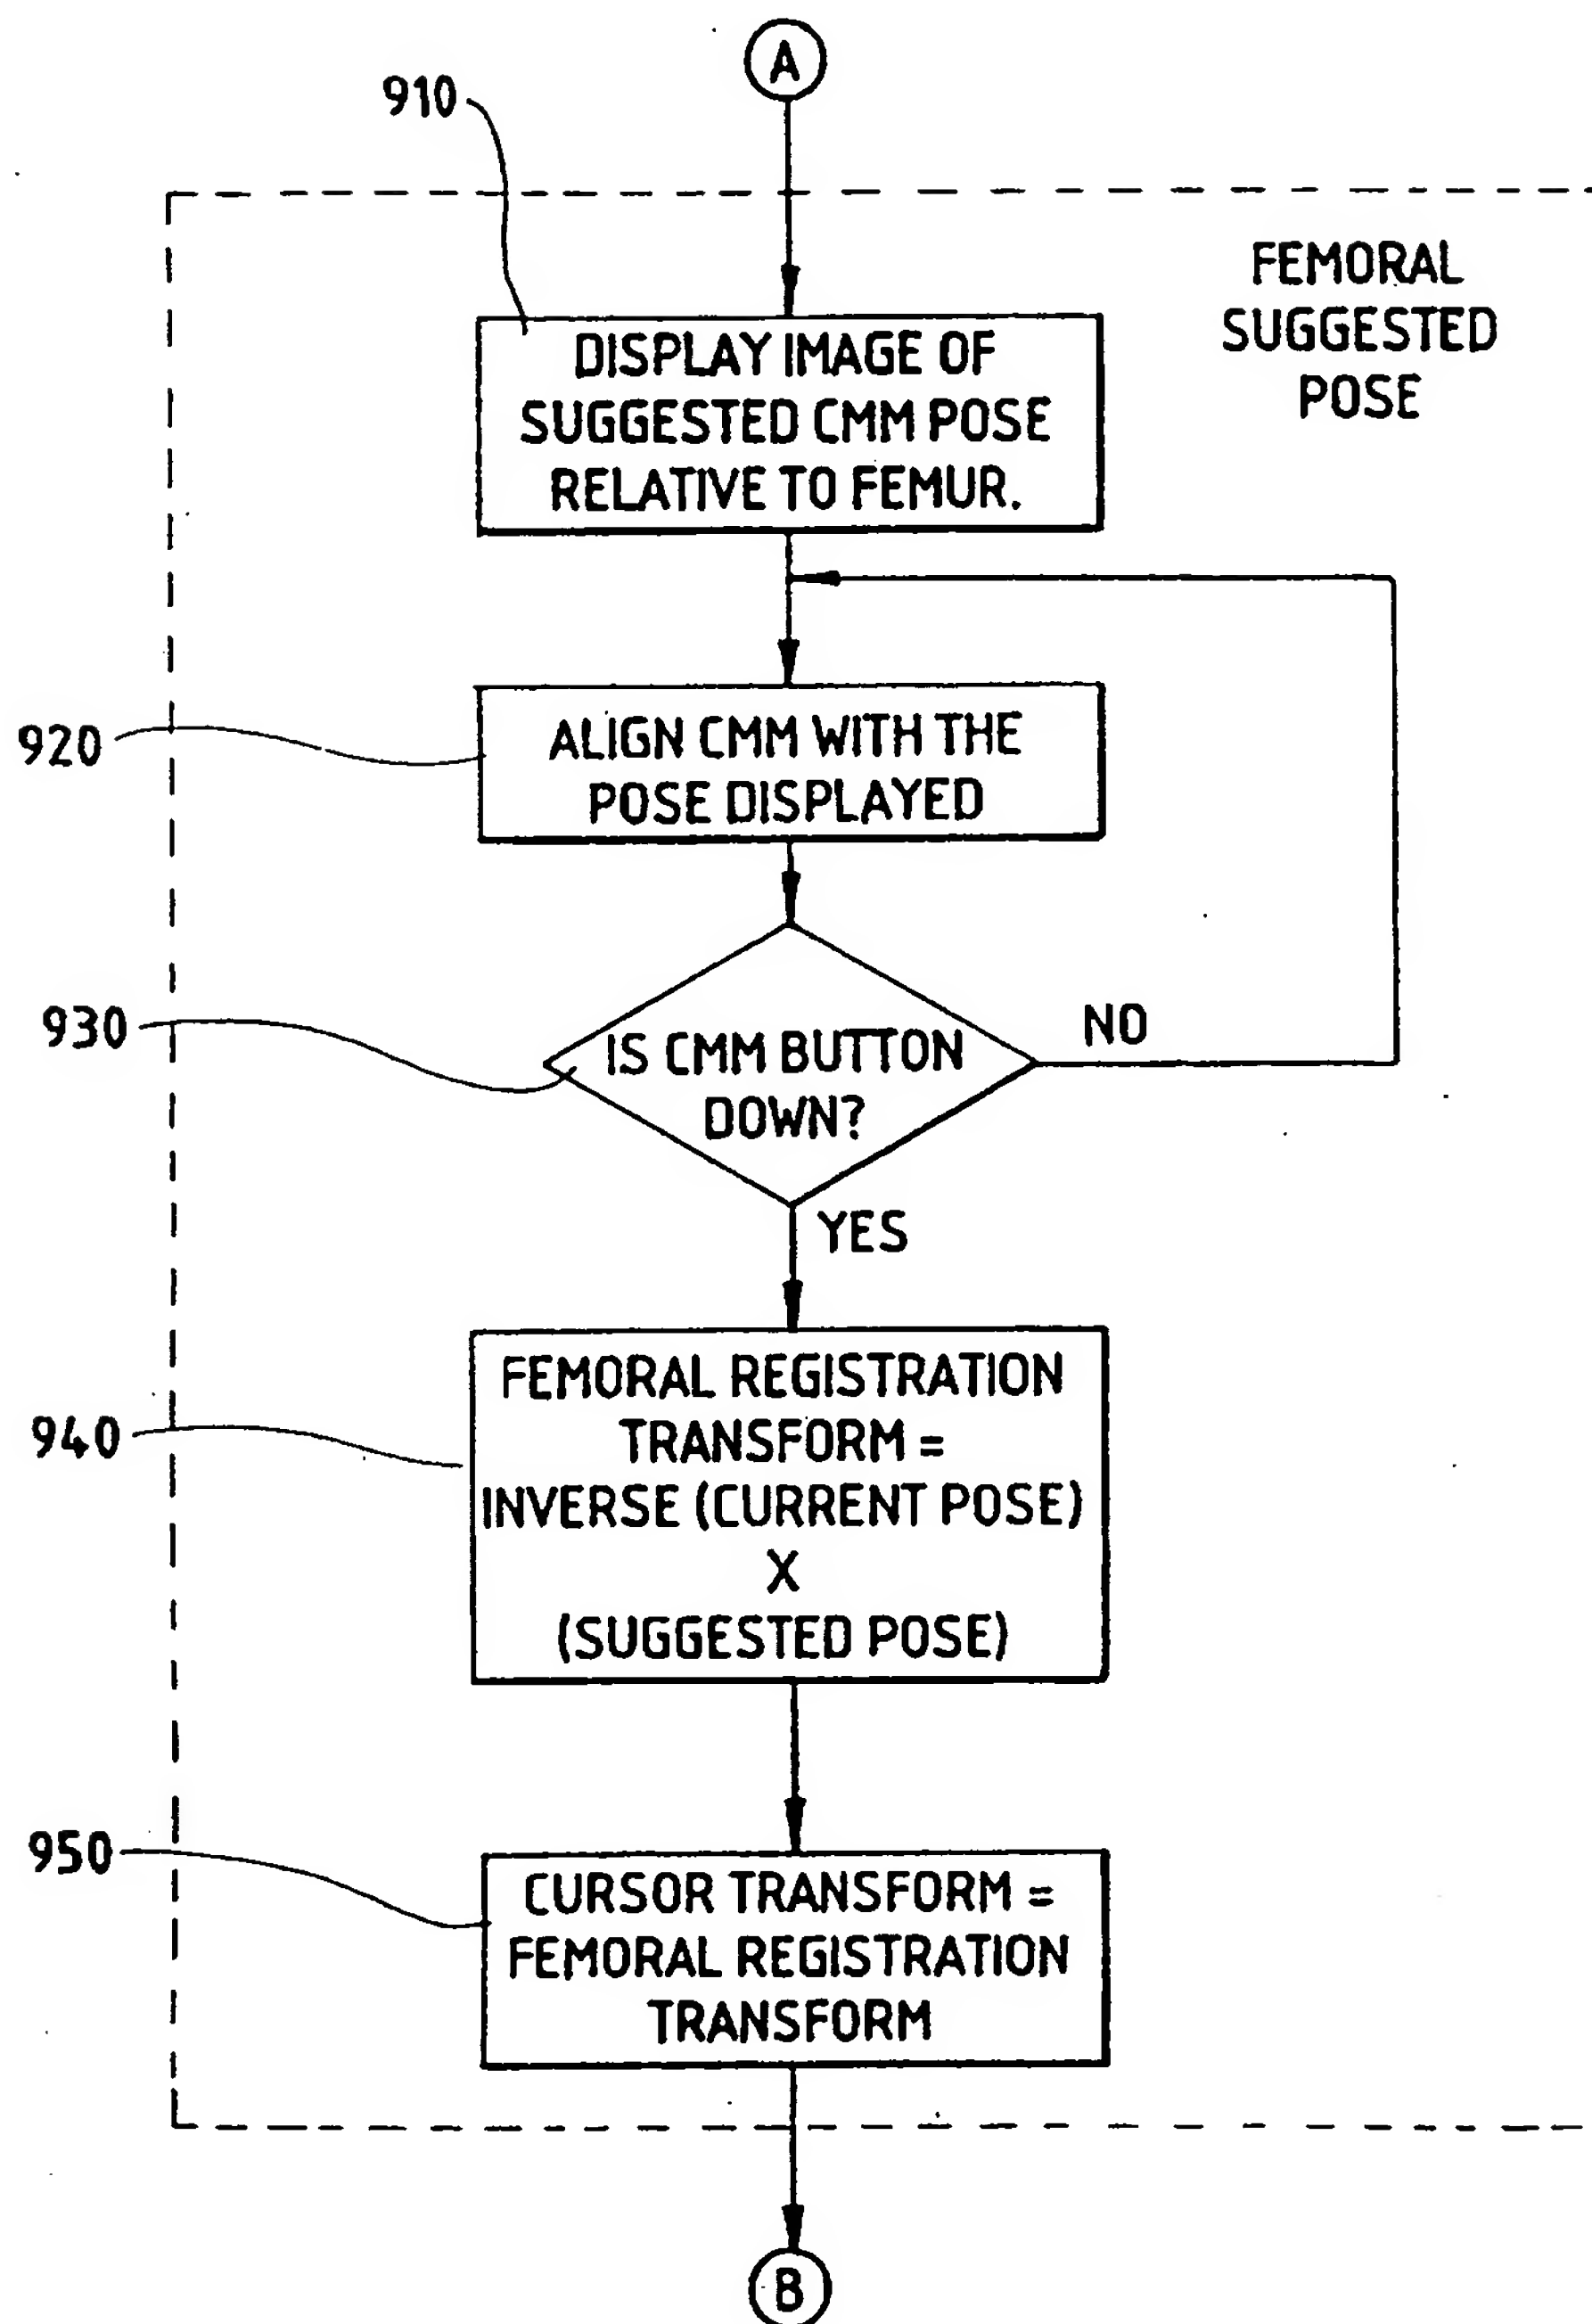 A
910
FEMORAL
SUGGESTED
POSE
DISPLAY IMAGE OF
SUGGESTED CMM POSE
RELATIVE TO FEMUR.
920
ALIGN CMM WITH THE
POSE DISPLAYED
930
IS CMM BUTTON
DOWN?
NO
YES
940
FEMORAL REGISTRATION
TRANSFORM =
INVERSE (CURRENT POSE)
X
(SUGGESTED POSE)
950
CURSOR TRANSFORM =
FEMORAL REGISTRATION
TRANSFORM
B